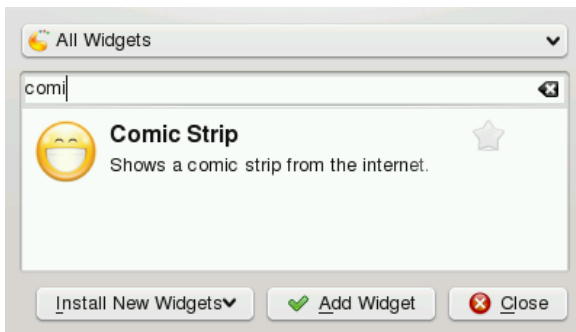 All Widgets
comi
Comic Strip
Shows a comic strip from the internet.
Install New Widgets Add Widget Close